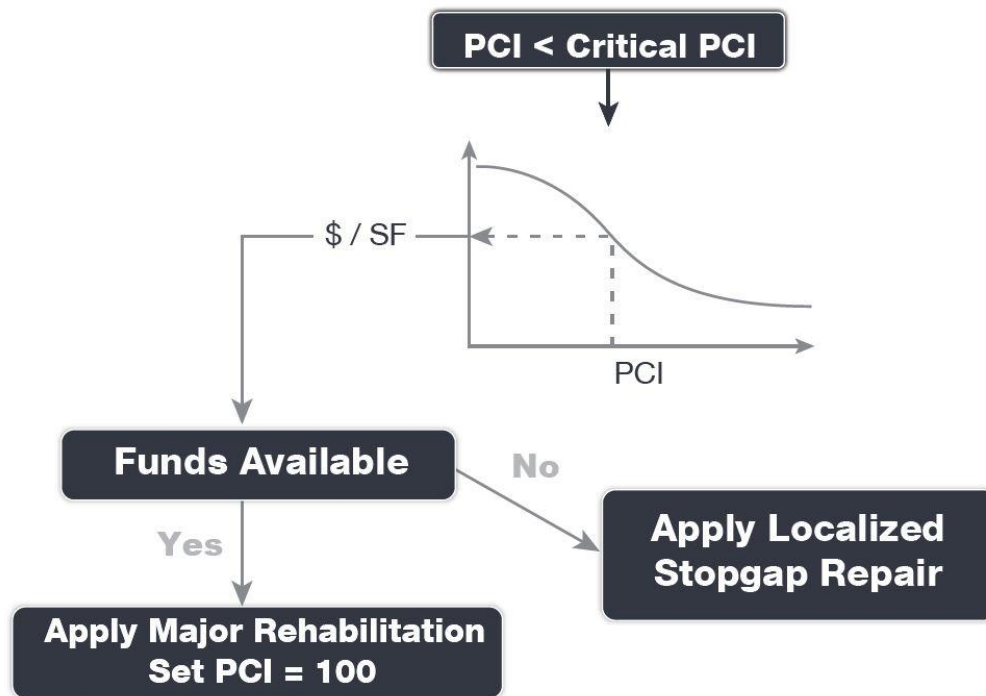 PCI < Critical PCI
$ / SF
PCI
Funds Available
No
Yes
Apply Localized
Stopgap Repair
Apply Major Rehabilitation
Set PCI = 100